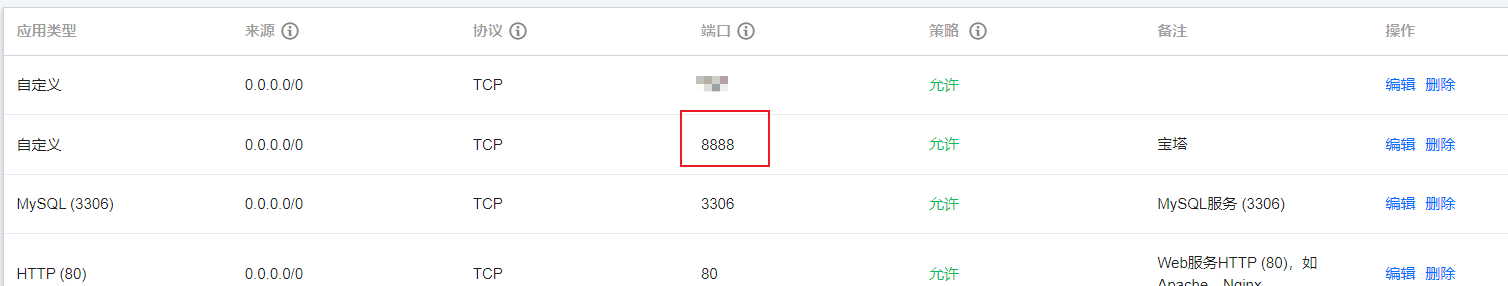 应用类型 来源 协议 端口 策略 备注 操作
自定义 0.0.0.0/0 TCP 允许 编辑 删除
自定义 0.0.0.0/0 TCP 8888 允许 宝塔 编辑 删除
MySQL (3306) 0.0.0.0/0 TCP 3306 允许 MySQL服务 (3306) 编辑 删除
HTTP (80) 0.0.0.0/0 TCP 80 允许 Web服务HTTP (80)，如 编辑 删除
Apache、Nginx